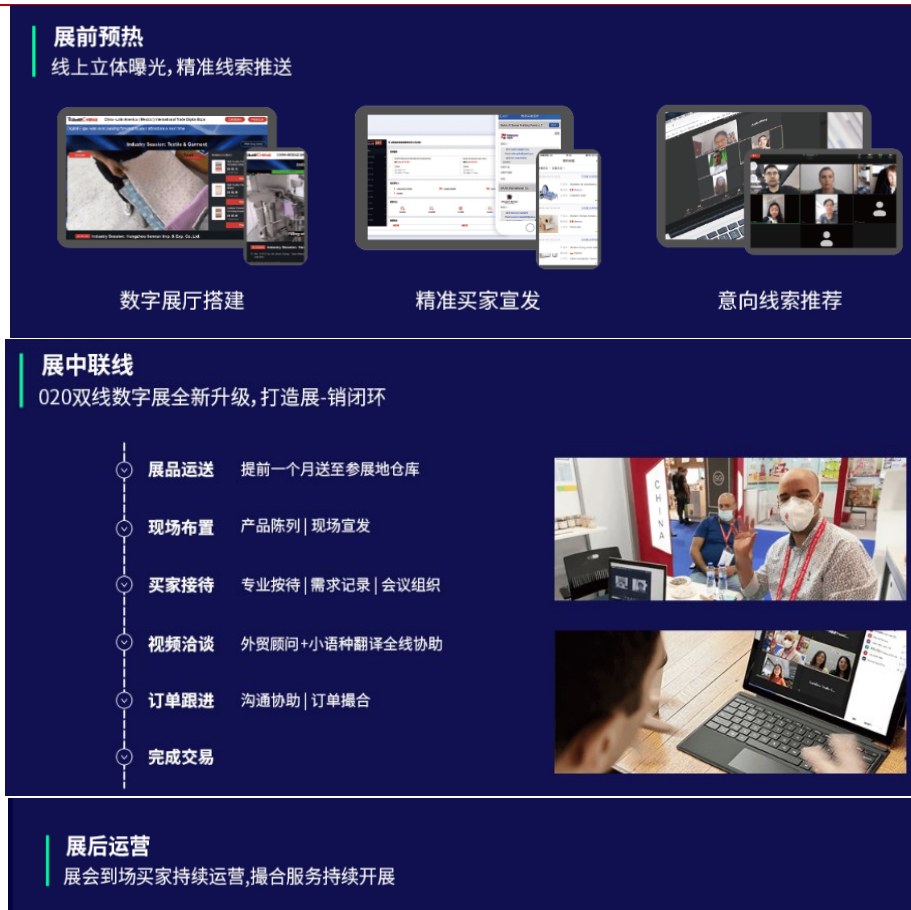 展前预热
线上立体曝光,精准线索推送
Industry Session: Textile & Garment
数字展厅搭建
精准买家宣发
意向线索推荐
展中联线
020双线数字展全新升级,打造展-销闭环
展品运送 提前一个月送至参展地仓库
现场布置 产品陈列|现场宣发
买家接待 专业按待|需求记录|会议组织
视频洽谈 外贸顾问+小语种翻译全线协助
订单跟进 沟通协助|订单撮合
完成交易
CHINA
展后运营
展会到场买家持续运营,撮合服务持续开展